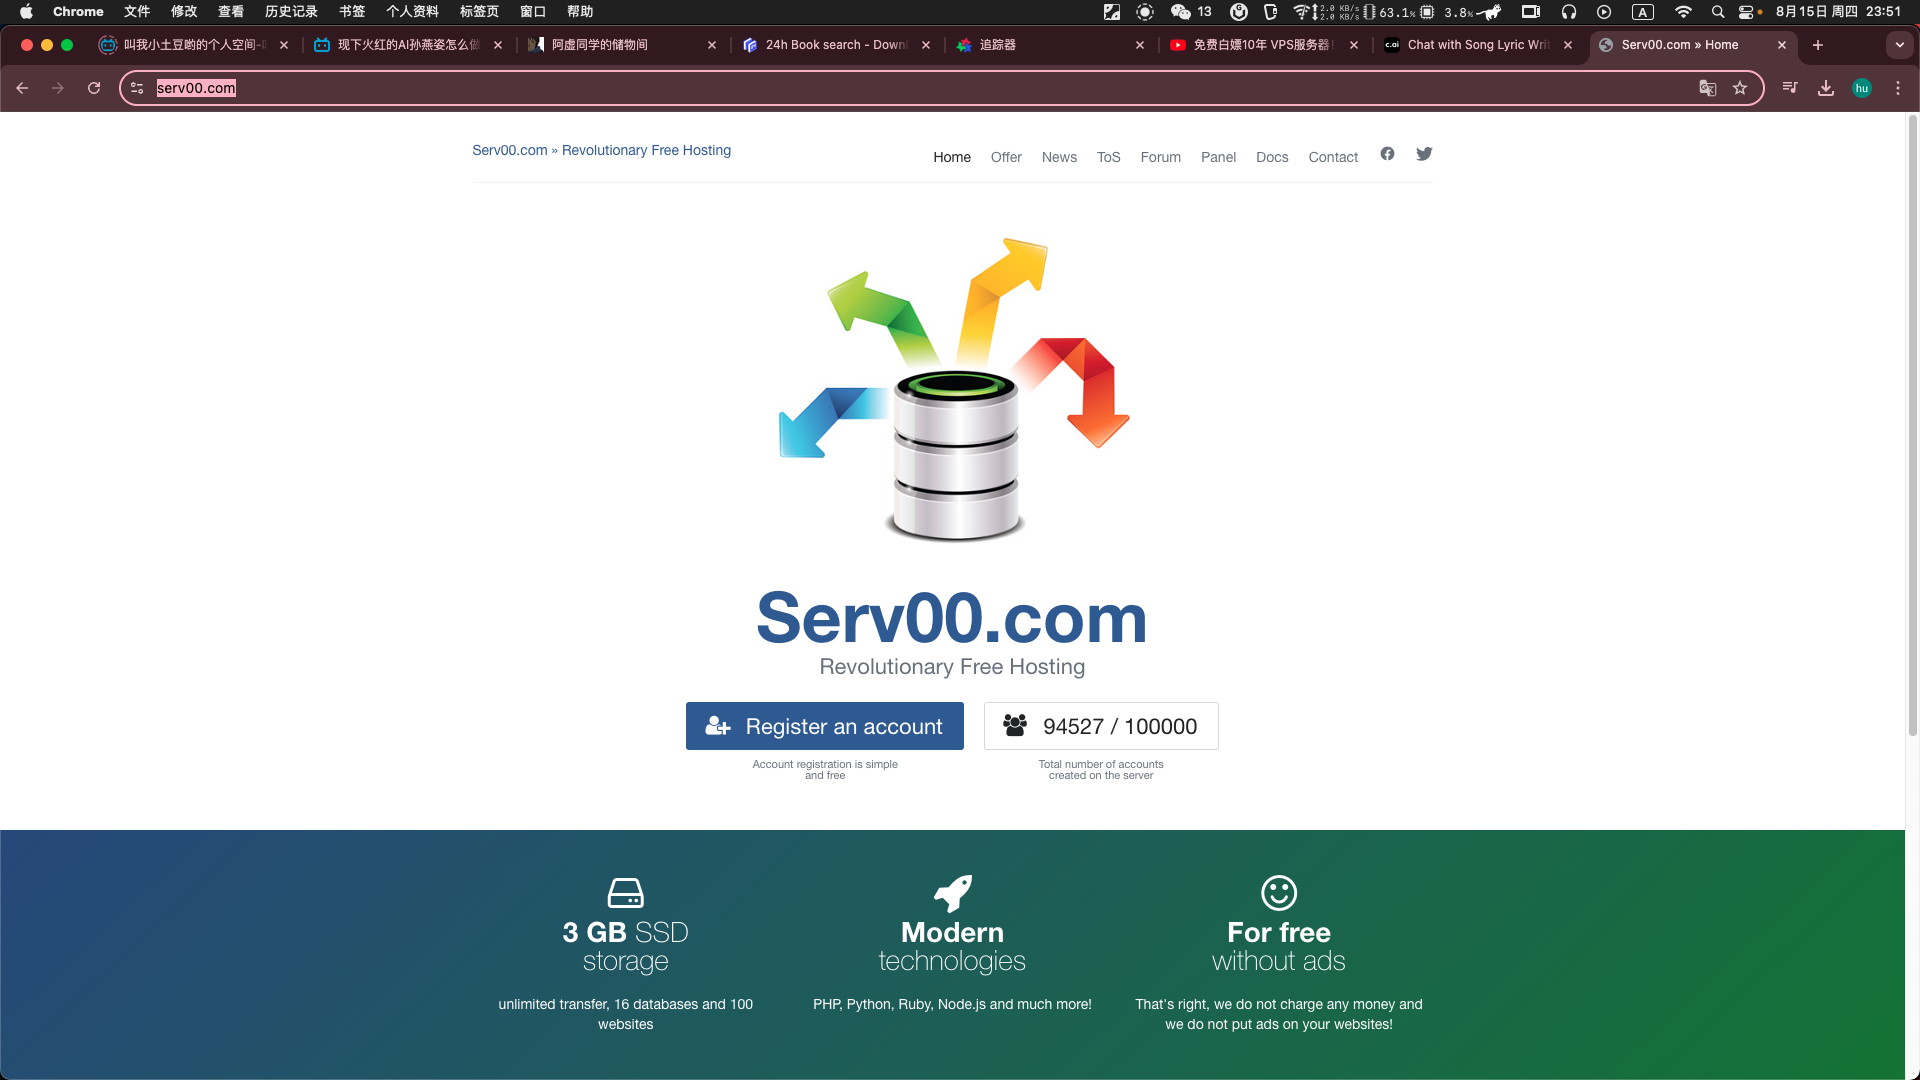 Chrome 文件 修改 查看 历史记录 书签 个人资料 标签页 窗口 帮助 13 2.0 KB/s 2.0 KB/s 63.1% 3.8% A 8月15日 周四 23:51
叫我小土豆哟的个人空间- 现下火红的AI孙燕姿怎么做 阿虚同学的储物间 24h Book search - Downl 追踪器 免费白嫖10年 VPS服务器! c.ai Chat with Song Lyric Writ Serv00.com » Home
serv00.com hu
Serv00.com » Revolutionary Free Hosting
Home Offer News ToS Forum Panel Docs Contact
Serv00.com
Revolutionary Free Hosting
Register an account 94527 / 100000
Account registration is simple
and free
Total number of accounts
created on the server
3 GB SSD
storage
unlimited transfer, 16 databases and 100
websites
Modern
technologies
PHP, Python, Ruby, Node.js and much more!
For free
without ads
That's right, we do not charge any money and
we do not put ads on your websites!